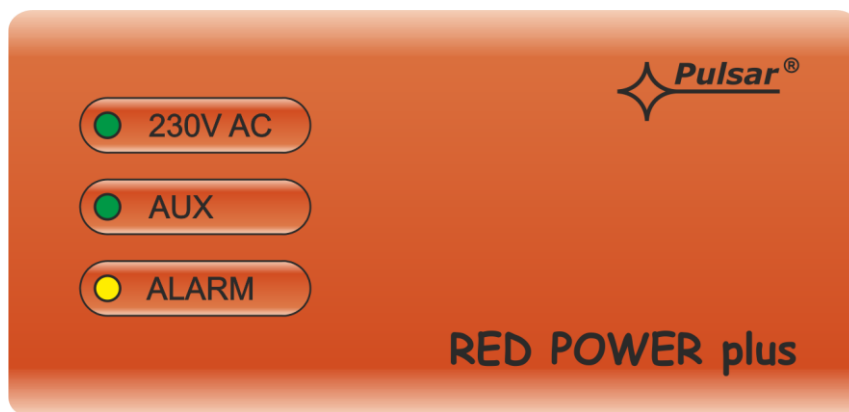 Pulsar®
230V AC
AUX
ALARM
RED POWER plus